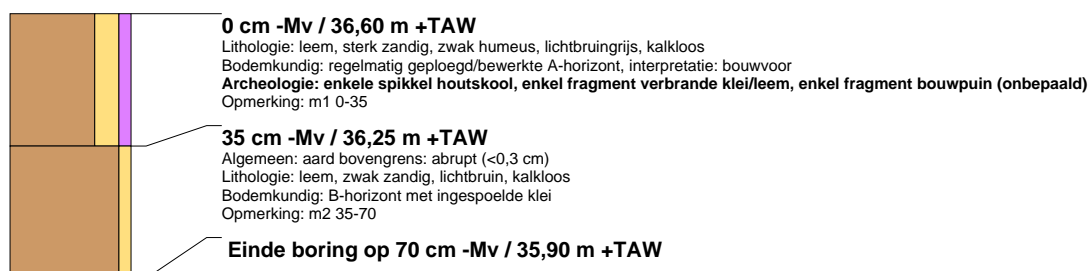 0 cm -Mv / 36,60 m +TAW
Lithologie: leem, sterk zandig, zwak humeus, lichtbruingrijs, kalkloos
Bodemkundig: regelmatig geploegd/bewerkte A-horizont, interpretatie: bouwvoor
Archeologie: enkele spikkel houtskool, enkel fragment verbrande klei/leem, enkel fragment bouwpuin (onbepaald)
Opmerking: m1 0-35
35 cm -Mv / 36,25 m +TAW
Algemeen: aard bovengrens: abrupt (<0,3 cm)
Lithologie: leem, zwak zandig, lichtbruin, kalkloos
Bodemkundig: B-horizont met ingespoelde klei
Opmerking: m2 35-70
Einde boring op 70 cm -Mv / 35,90 m +TAW